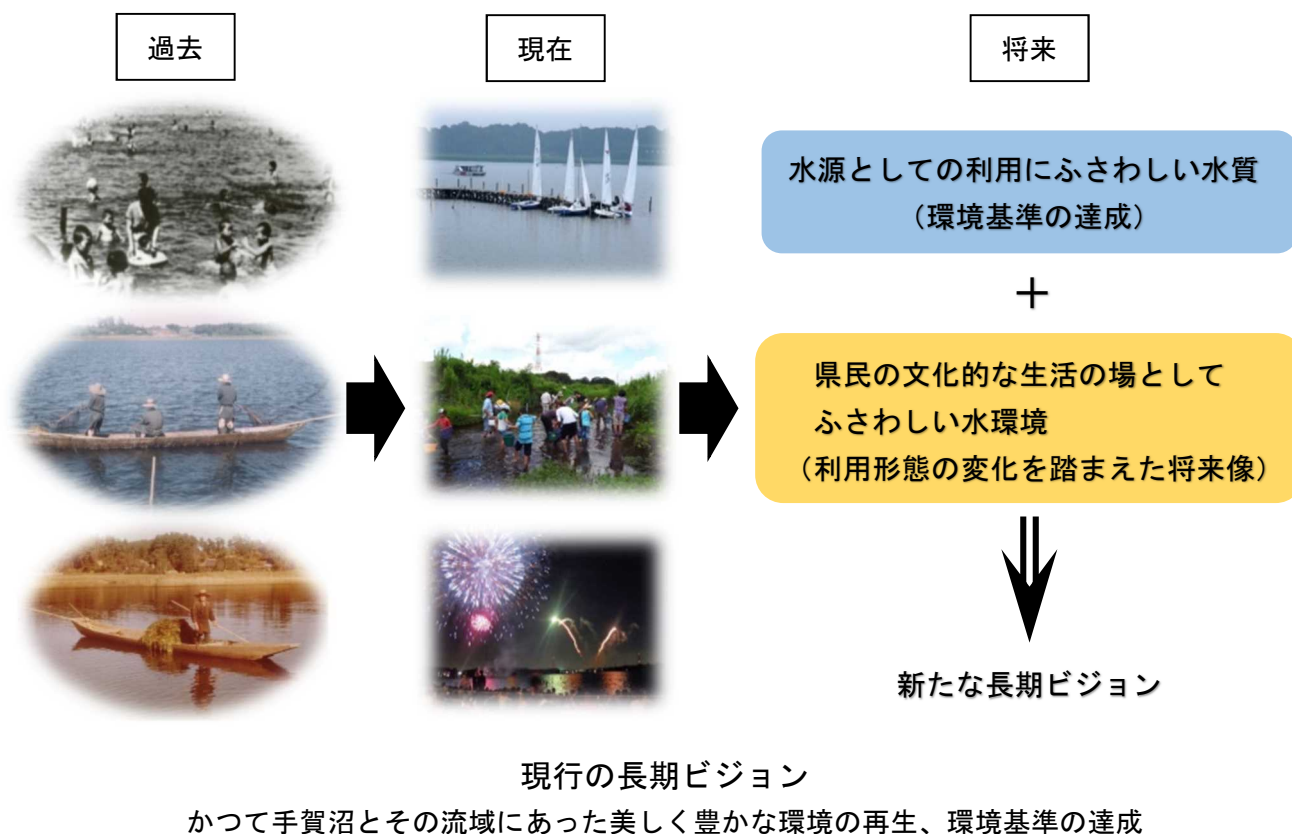 過去
現在
将来
水源としての利用にふさわしい水質
（環境基準の達成）
＋
県民の文化的な生活の場として
ふさわしい水環境
（利用形態の変化を踏まえた将来像）
新たな長期ビジョン
現行の長期ビジョン
かつて手賀沼とその流域にあった美しく豊かな環境の再生、環境基準の達成